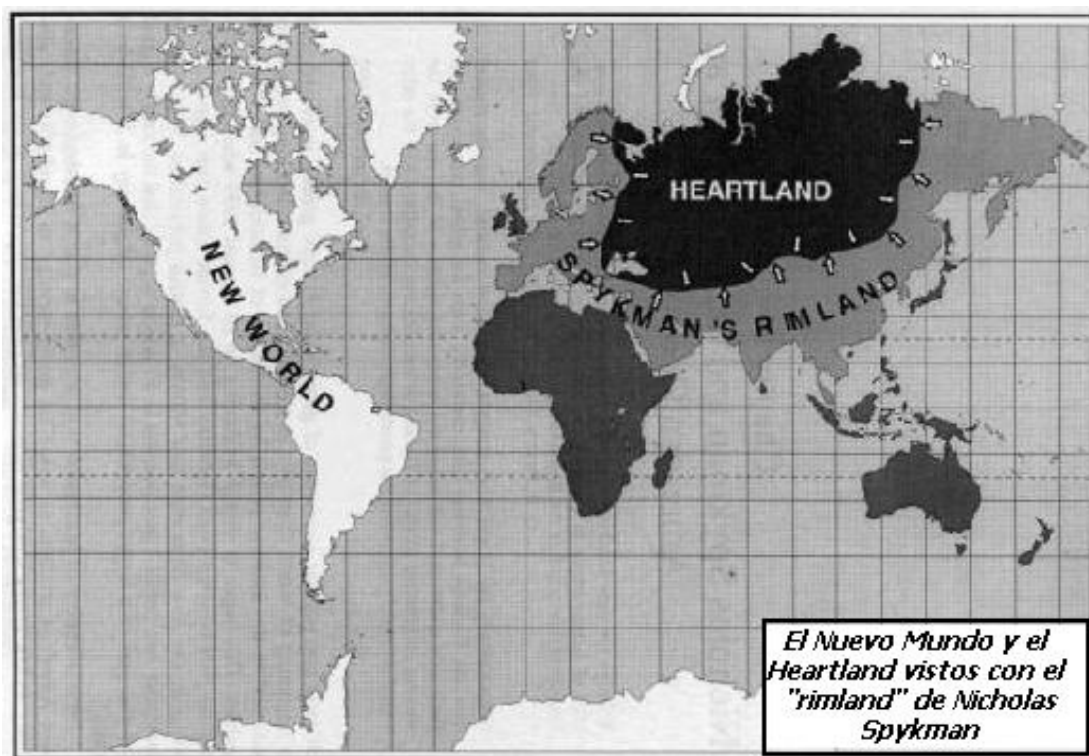 NEW WORLD
HEARTLAND
SPYKMAN'S RIMLAND
El Nuevo Mundo y el
Heartland vistos con el
"rimland" de Nicholas
Spykman